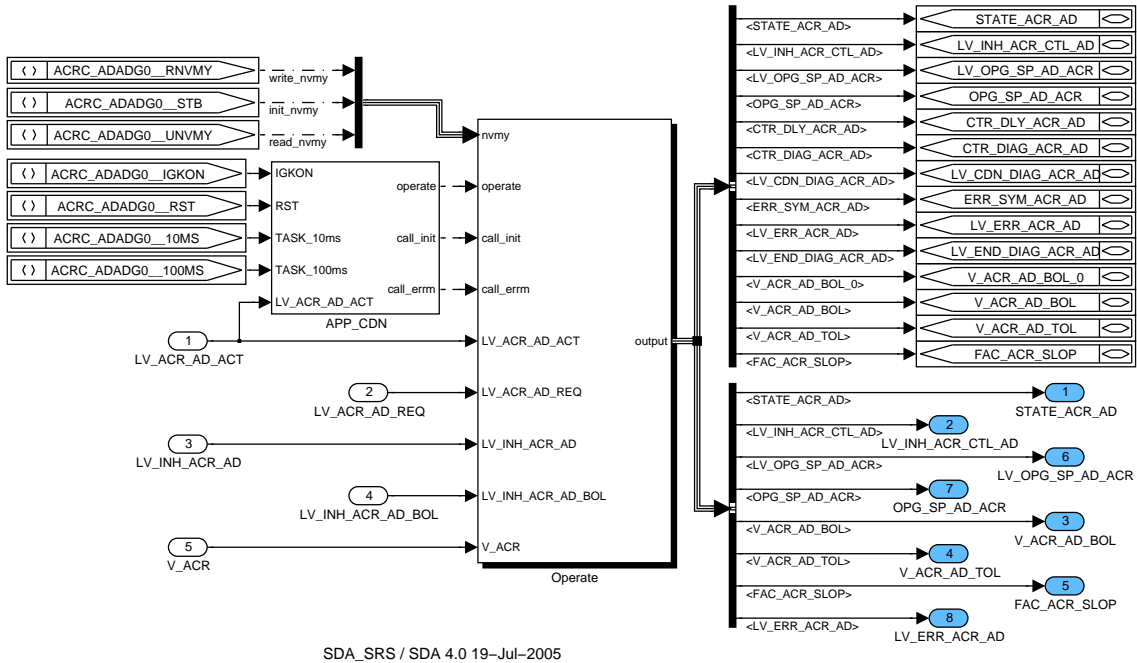 ACRC_ADADG0__RNVMY
write_nvmy
ACRC_ADADG0__STB
init_nvmy
ACRC_ADADG0__UNVMY
read_nvmy
ACRC_ADADG0__IGKON
ACRC_ADADG0__RST
ACRC_ADADG0__10MS
ACRC_ADADG0__100MS
IGKON
RST
TASK_10ms
TASK_100ms
LV_ACR_AD_ACT
operate
call_init
call_errm
APP_CDN
1
LV_ACR_AD_ACT
2
LV_ACR_AD_REQ
3
LV_INH_ACR_AD
4
LV_INH_ACR_AD_BOL
5
V_ACR
nvmy
operate
call_init
call_errm
LV_ACR_AD_ACT
LV_ACR_AD_REQ
LV_INH_ACR_AD
LV_INH_ACR_AD_BOL
V_ACR
output
Operate
<STATE_ACR_AD>
STATE_ACR_AD
<LV_INH_ACR_CTL_AD>
LV_INH_ACR_CTL_AD
<LV_OPG_SP_AD_ACR>
LV_OPG_SP_AD_ACR
<OPG_SP_AD_ACR>
OPG_SP_AD_ACR
<CTR_DLY_ACR_AD>
CTR_DLY_ACR_AD
<CTR_DIAG_ACR_AD>
CTR_DIAG_ACR_AD
<LV_CDN_DIAG_ACR_AD>
LV_CDN_DIAG_ACR_AD
<ERR_SYM_ACR_AD>
ERR_SYM_ACR_AD
<LV_ERR_ACR_AD>
LV_ERR_ACR_AD
<LV_END_DIAG_ACR_AD>
LV_END_DIAG_ACR_AD
<V_ACR_AD_BOL_0>
V_ACR_AD_BOL_0
<V_ACR_AD_BOL>
V_ACR_AD_BOL
<V_ACR_AD_TOL>
V_ACR_AD_TOL
<FAC_ACR_SLOP>
FAC_ACR_SLOP
<STATE_ACR_AD>
1
STATE_ACR_AD
<LV_INH_ACR_CTL_AD>
2
LV_INH_ACR_CTL_AD
<LV_OPG_SP_AD_ACR>
6
LV_OPG_SP_AD_ACR
<OPG_SP_AD_ACR>
7
OPG_SP_AD_ACR
<V_ACR_AD_BOL>
3
V_ACR_AD_BOL
<V_ACR_AD_TOL>
4
V_ACR_AD_TOL
<FAC_ACR_SLOP>
5
FAC_ACR_SLOP
<LV_ERR_ACR_AD>
8
LV_ERR_ACR_AD
SDA_SRS / SDA 4.0 19−Jul−2005